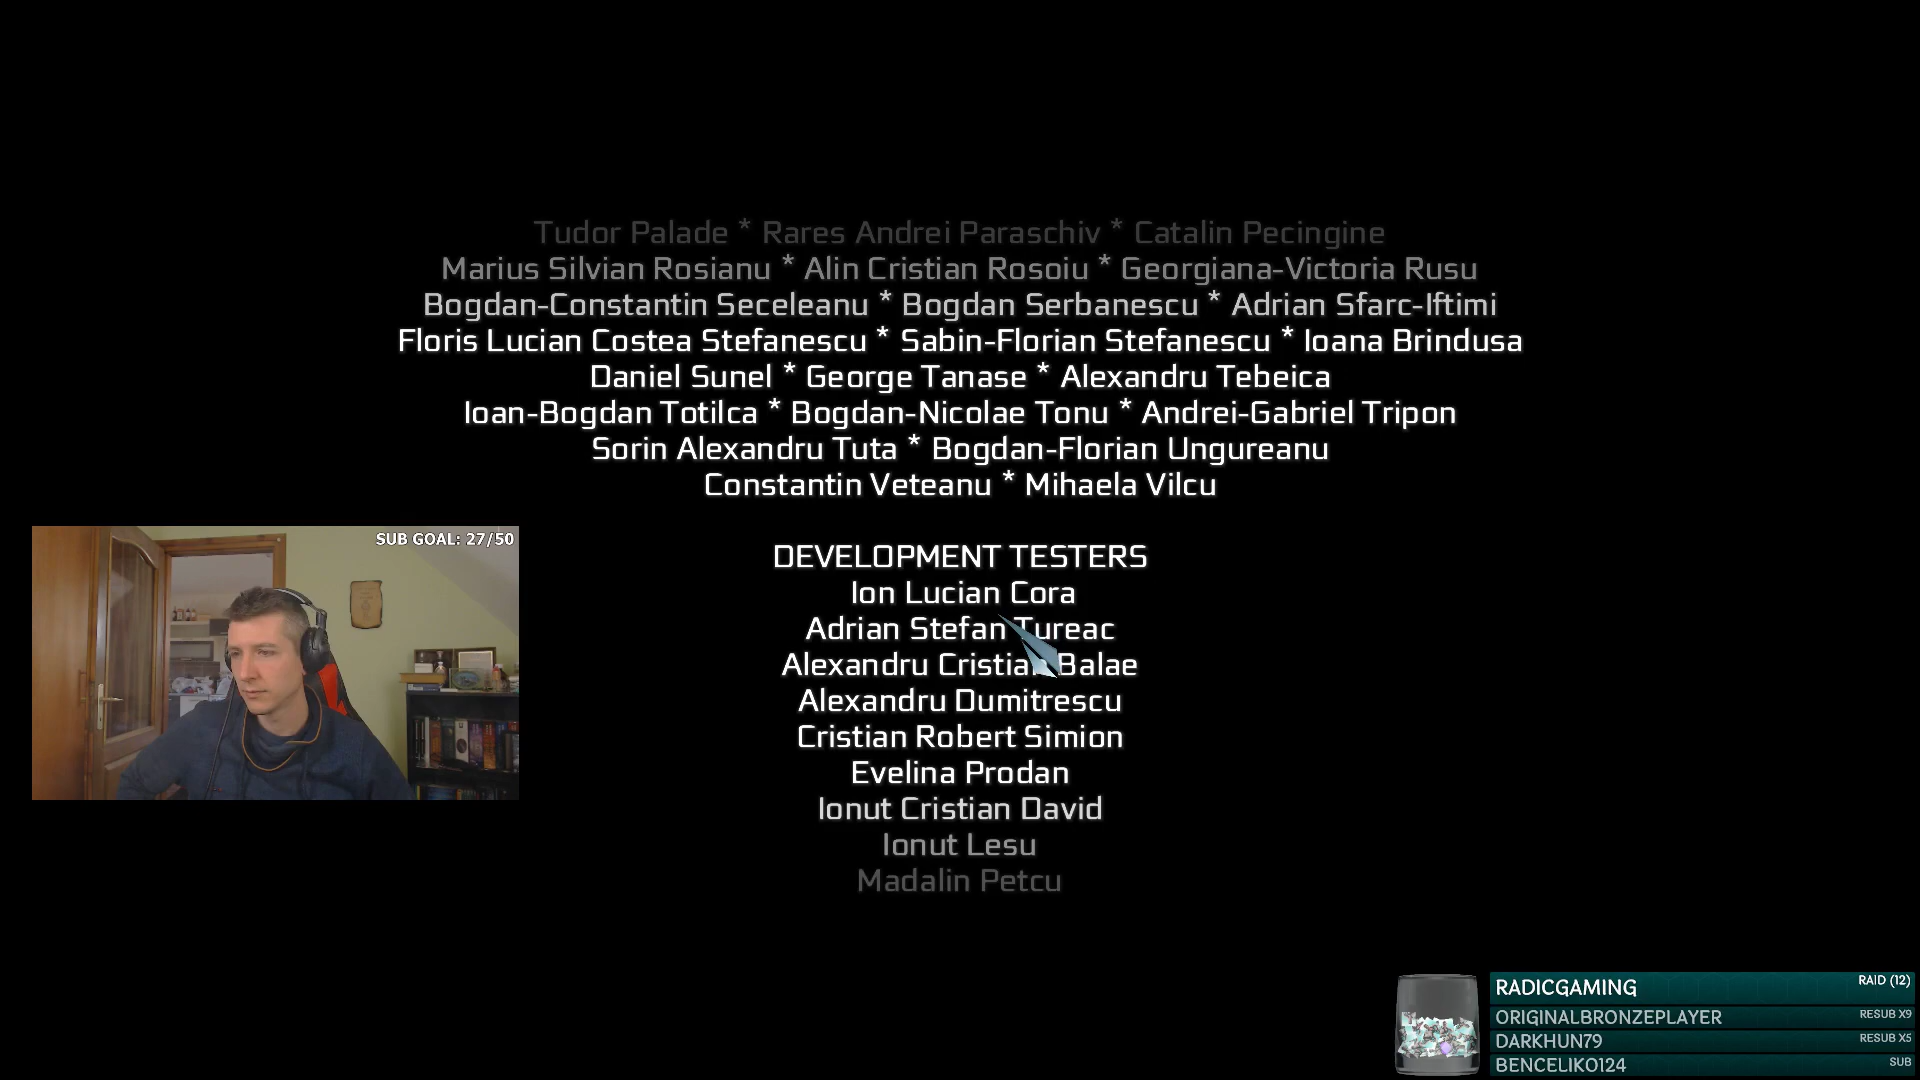 Tudor Palade * Rares Andrei Paraschiv * Catalin Pecingine
Marius Silvian Rosianu * Alin Cristian Rosoiu * Georgiana-Victoria Rusu
Bogdan-Constantin Seceleanu * Bogdan Serbanescu * Adrian Sfarc-Iftimi
Floris Lucian Costea Stefanescu * Sabin-Florian Stefanescu * Ioana Brindusa
Daniel Sunel * George Tanase * Alexandru Tebeica
Ioan-Bogdan Totilca * Bogdan-Nicolae Tonu * Andrei-Gabriel Tripon
Sorin Alexandru Tuta * Bogdan-Florian Ungureanu
Constantin Veteanu * Mihaela Vilcu
SUB GOAL: 27/50
DEVELOPMENT TESTERS
Ion Lucian Cora
Adrian Stefan Tureac
Alexandru Cristian Balae
Alexandru Dumitrescu
Cristian Robert Simion
Evelina Prodan
Ionut Cristian David
Ionut Lesu
Madalin Petcu
RADICGAMING RAID (12)
ORIGINALBRONZEPLAYER RESUB X9
DARKHUN79 RESUB X5
BENCELIKO124 SUB